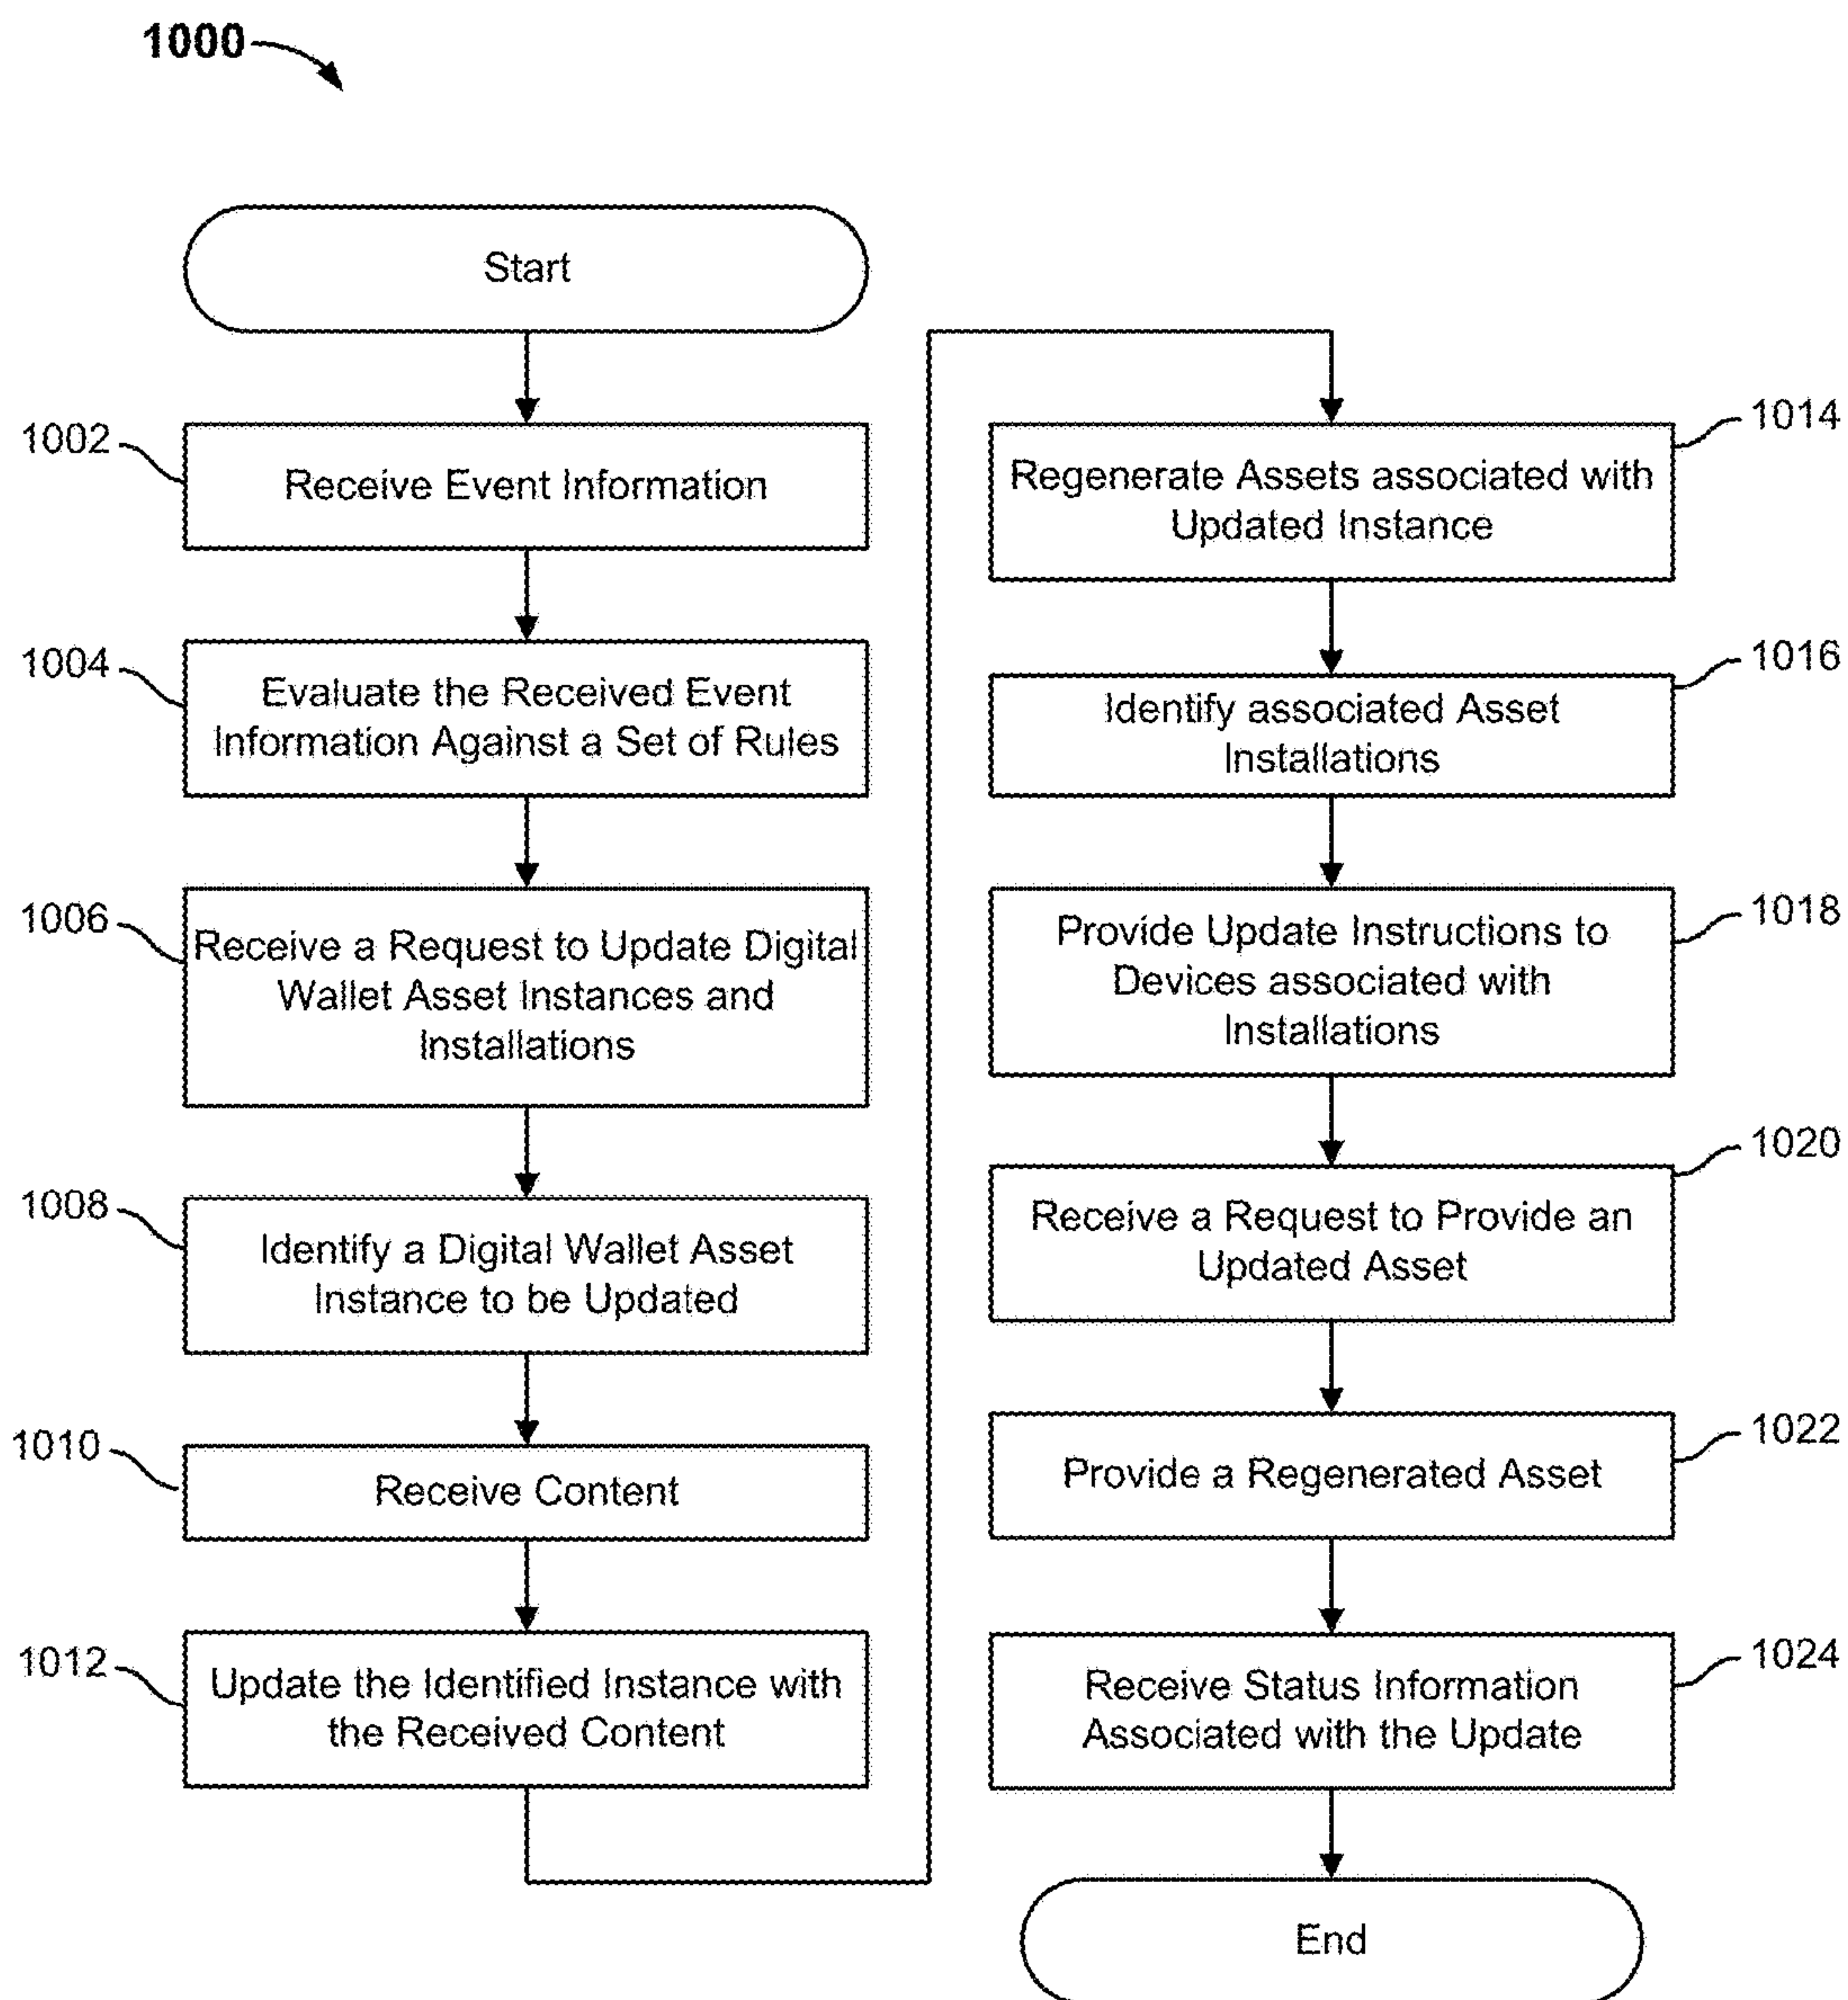 1000
Start
1002
Receive Event Information
1004
Evaluate the Received Event
Information Against a Set of Rules
1006
Receive a Request to Update Digital
Wallet Asset Instances and
Installations
1008
Identify a Digital Wallet Asset
Instance to be Updated
1010
Receive Content
1012
Update the Identified Instance with
the Received Content
1014
Regenerate Assets associated with
Updated Instance
1016
Identify associated Asset
Installations
1018
Provide Update Instructions to
Devices associated with
Installations
1020
Receive a Request to Provide an
Updated Asset
1022
Provide a Regenerated Asset
1024
Receive Status Information
Associated with the Update
End